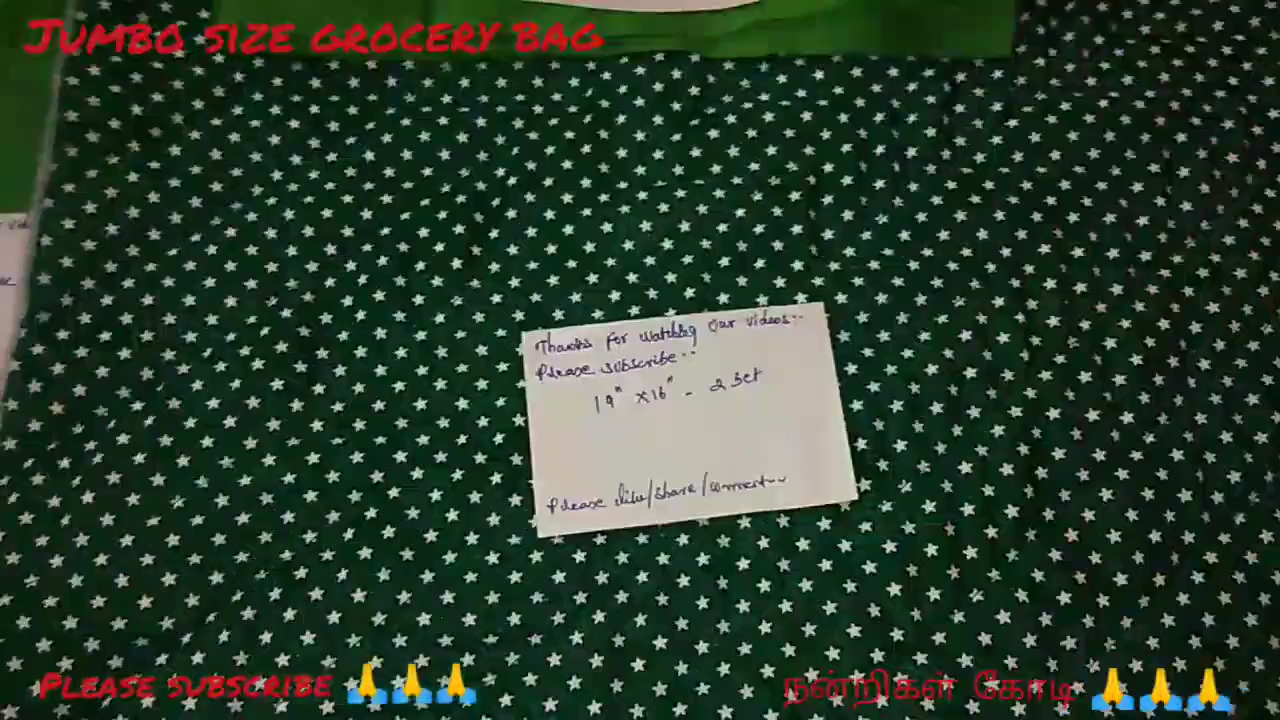 Jumbo size grocery bag
Thanks for watching our videos..
Please subscribe..
19" x 16" - 2 set
Please like/share/comment...
Please subscribe 🙏🙏🙏
நன்றிகள் கோடி 🙏🙏🙏